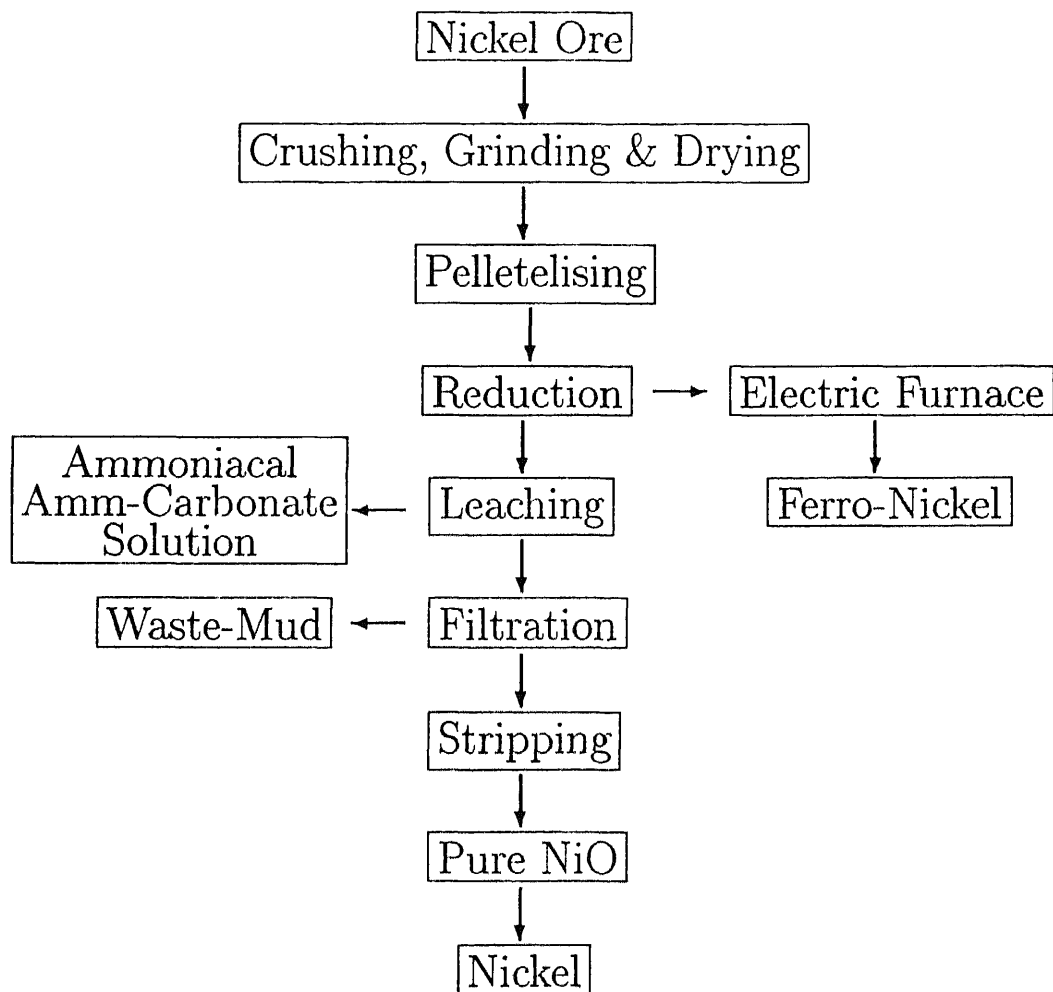 Nickel Ore
Crushing, Grinding & Drying
Pelletelising
Reduction
Electric Furnace
Ammoniacal
Amm-Carbonate
Solution
Leaching
Ferro-Nickel
Waste-Mud
Filtration
Stripping
Pure NiO
Nickel